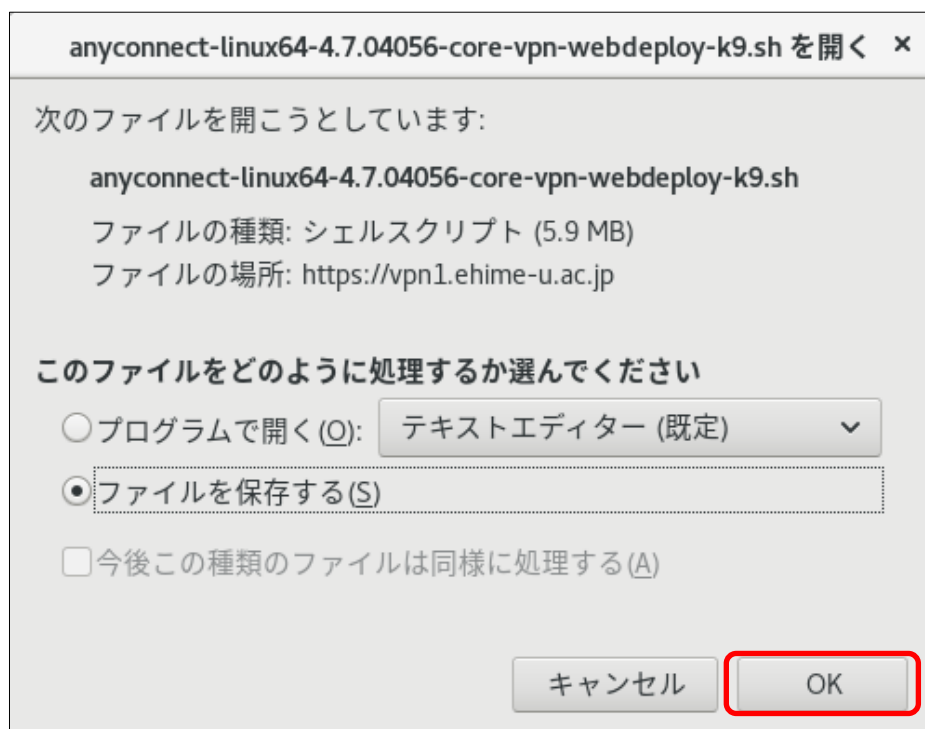 anyconnect-linux64-4.7.04056-core-vpn-webdeploy-k9.sh を開く ×
次のファイルを開こうとしています:
anyconnect-linux64-4.7.04056-core-vpn-webdeploy-k9.sh
ファイルの種類: シェルスクリプト (5.9 MB)
ファイルの場所: https://vpn1.ehime-u.ac.jp
このファイルをどのように処理するか選んでください
プログラムで開く(O): テキストエディター (既定)
ファイルを保存する(S)
今後この種類のファイルは同様に処理する(A)
キャンセル OK